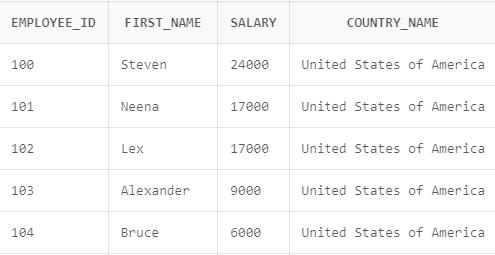 EMPLOYEE_ID FIRST_NAME SALARY COUNTRY_NAME
100 Steven 24000 United States of America
101 Neena 17000 United States of America
102 Lex 17000 United States of America
103 Alexander 9000 United States of America
104 Bruce 6000 United States of America